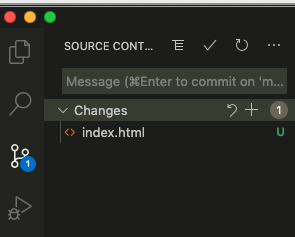 SOURCE CONT...
Message (⌘Enter to commit on 'm...
Changes 1
<> index.html U
1